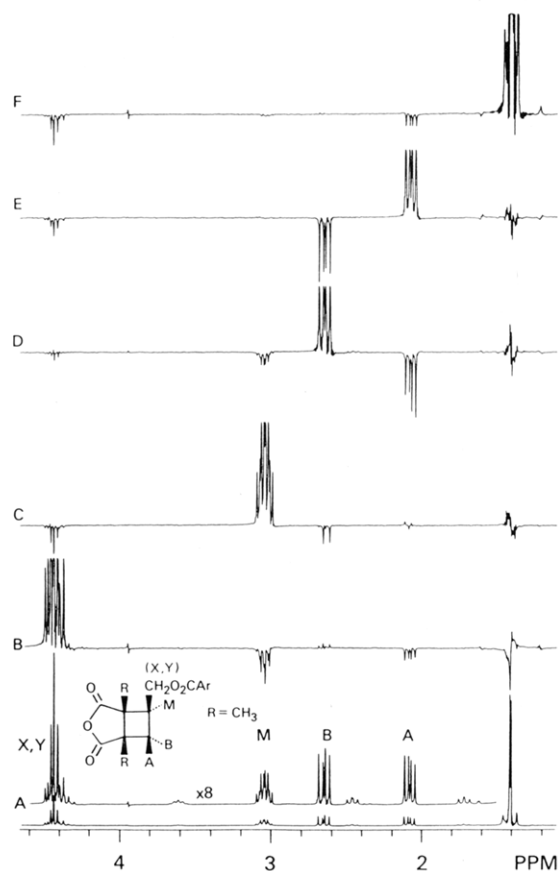 F
E
D
C
B
(X,Y)
O R CH₂O₂CAr
M
R = CH₃
O
B
O R A
X,Y M B A
A x8
4 3 2 PPM